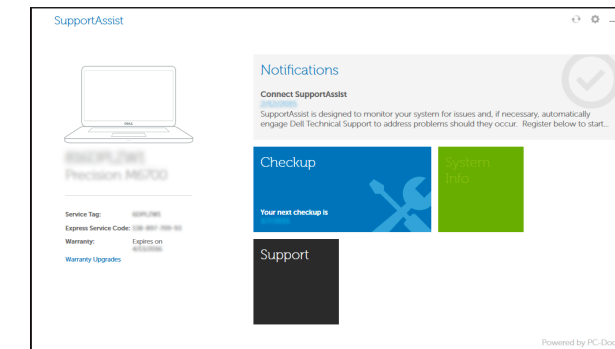 SupportAssist
DELL
Precision M6700
Service Tag:
Express Service Code:
Warranty: Expires on
Warranty Upgrades
Notifications
Connect SupportAssist
SupportAssist is designed to monitor your system for issues and, if necessary, automatically
engage Dell Technical Support to address problems should they occur. Register below to start...
Checkup
Your next checkup is
System
Info
Support
Powered by PC-Doc